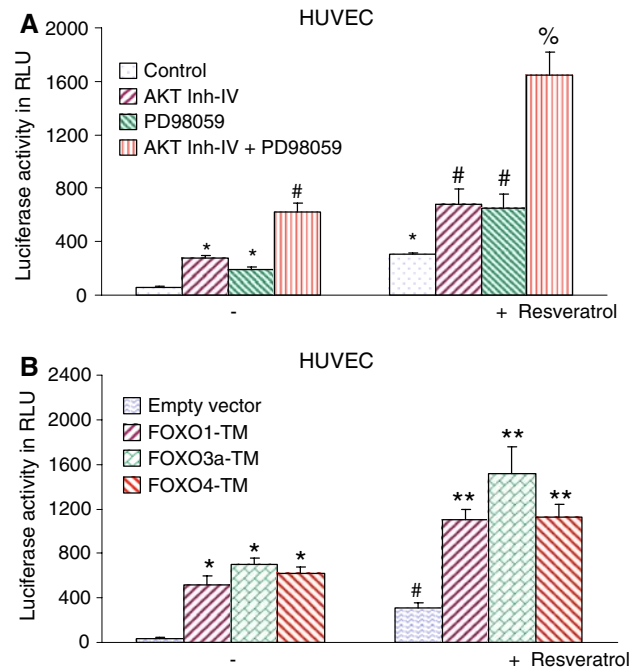 A
HUVEC
Luciferase activity in RLU
2000
1600
1200
800
400
0
Control
AKT Inh-IV
PD98059
AKT Inh-IV + PD98059
* * # * # # %
- + Resveratrol
B
HUVEC
Luciferase activity in RLU
2400
2000
1600
1200
800
400
0
Empty vector
FOXO1-TM
FOXO3a-TM
FOXO4-TM
* * * # ** ** **
- + Resveratrol